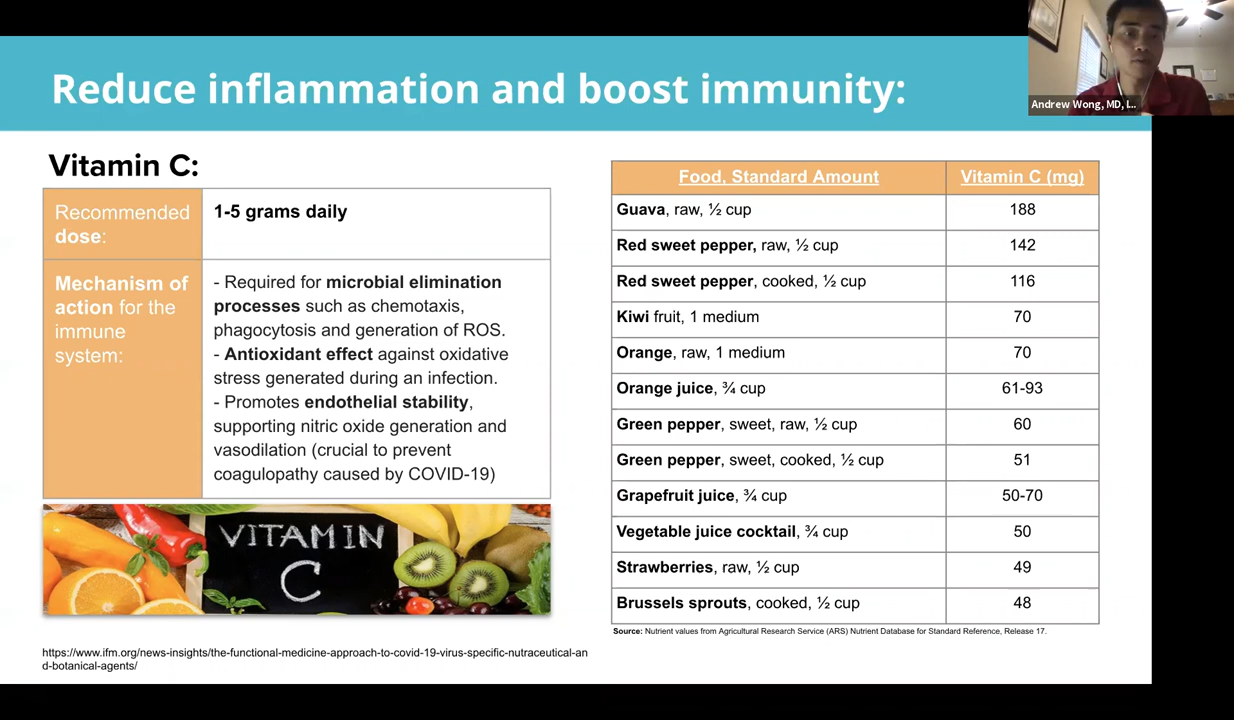 Reduce inflammation and boost immunity:
Andrew Wong, MD, I...
Vitamin C:
Recommended
dose:
1-5 grams daily
Mechanism of
action for the
immune
system:
- Required for microbial elimination
processes such as chemotaxis,
phagocytosis and generation of ROS.
- Antioxidant effect against oxidative
stress generated during an infection.
- Promotes endothelial stability,
supporting nitric oxide generation and
vasodilation (crucial to prevent
coagulopathy caused by COVID-19)
VITAMIN
C
https://www.ifm.org/news-insights/the-functional-medicine-approach-to-covid-19-virus-specific-nutraceutical-an
d-botanical-agents/
Food, Standard Amount Vitamin C (mg)
Guava, raw, ½ cup 188
Red sweet pepper, raw, ½ cup 142
Red sweet pepper, cooked, ½ cup 116
Kiwi fruit, 1 medium 70
Orange, raw, 1 medium 70
Orange juice, ¾ cup 61-93
Green pepper, sweet, raw, ½ cup 60
Green pepper, sweet, cooked, ½ cup 51
Grapefruit juice, ¾ cup 50-70
Vegetable juice cocktail, ¾ cup 50
Strawberries, raw, ½ cup 49
Brussels sprouts, cooked, ½ cup 48
Source: Nutrient values from Agricultural Research Service (ARS) Nutrient Database for Standard Reference, Release 17.